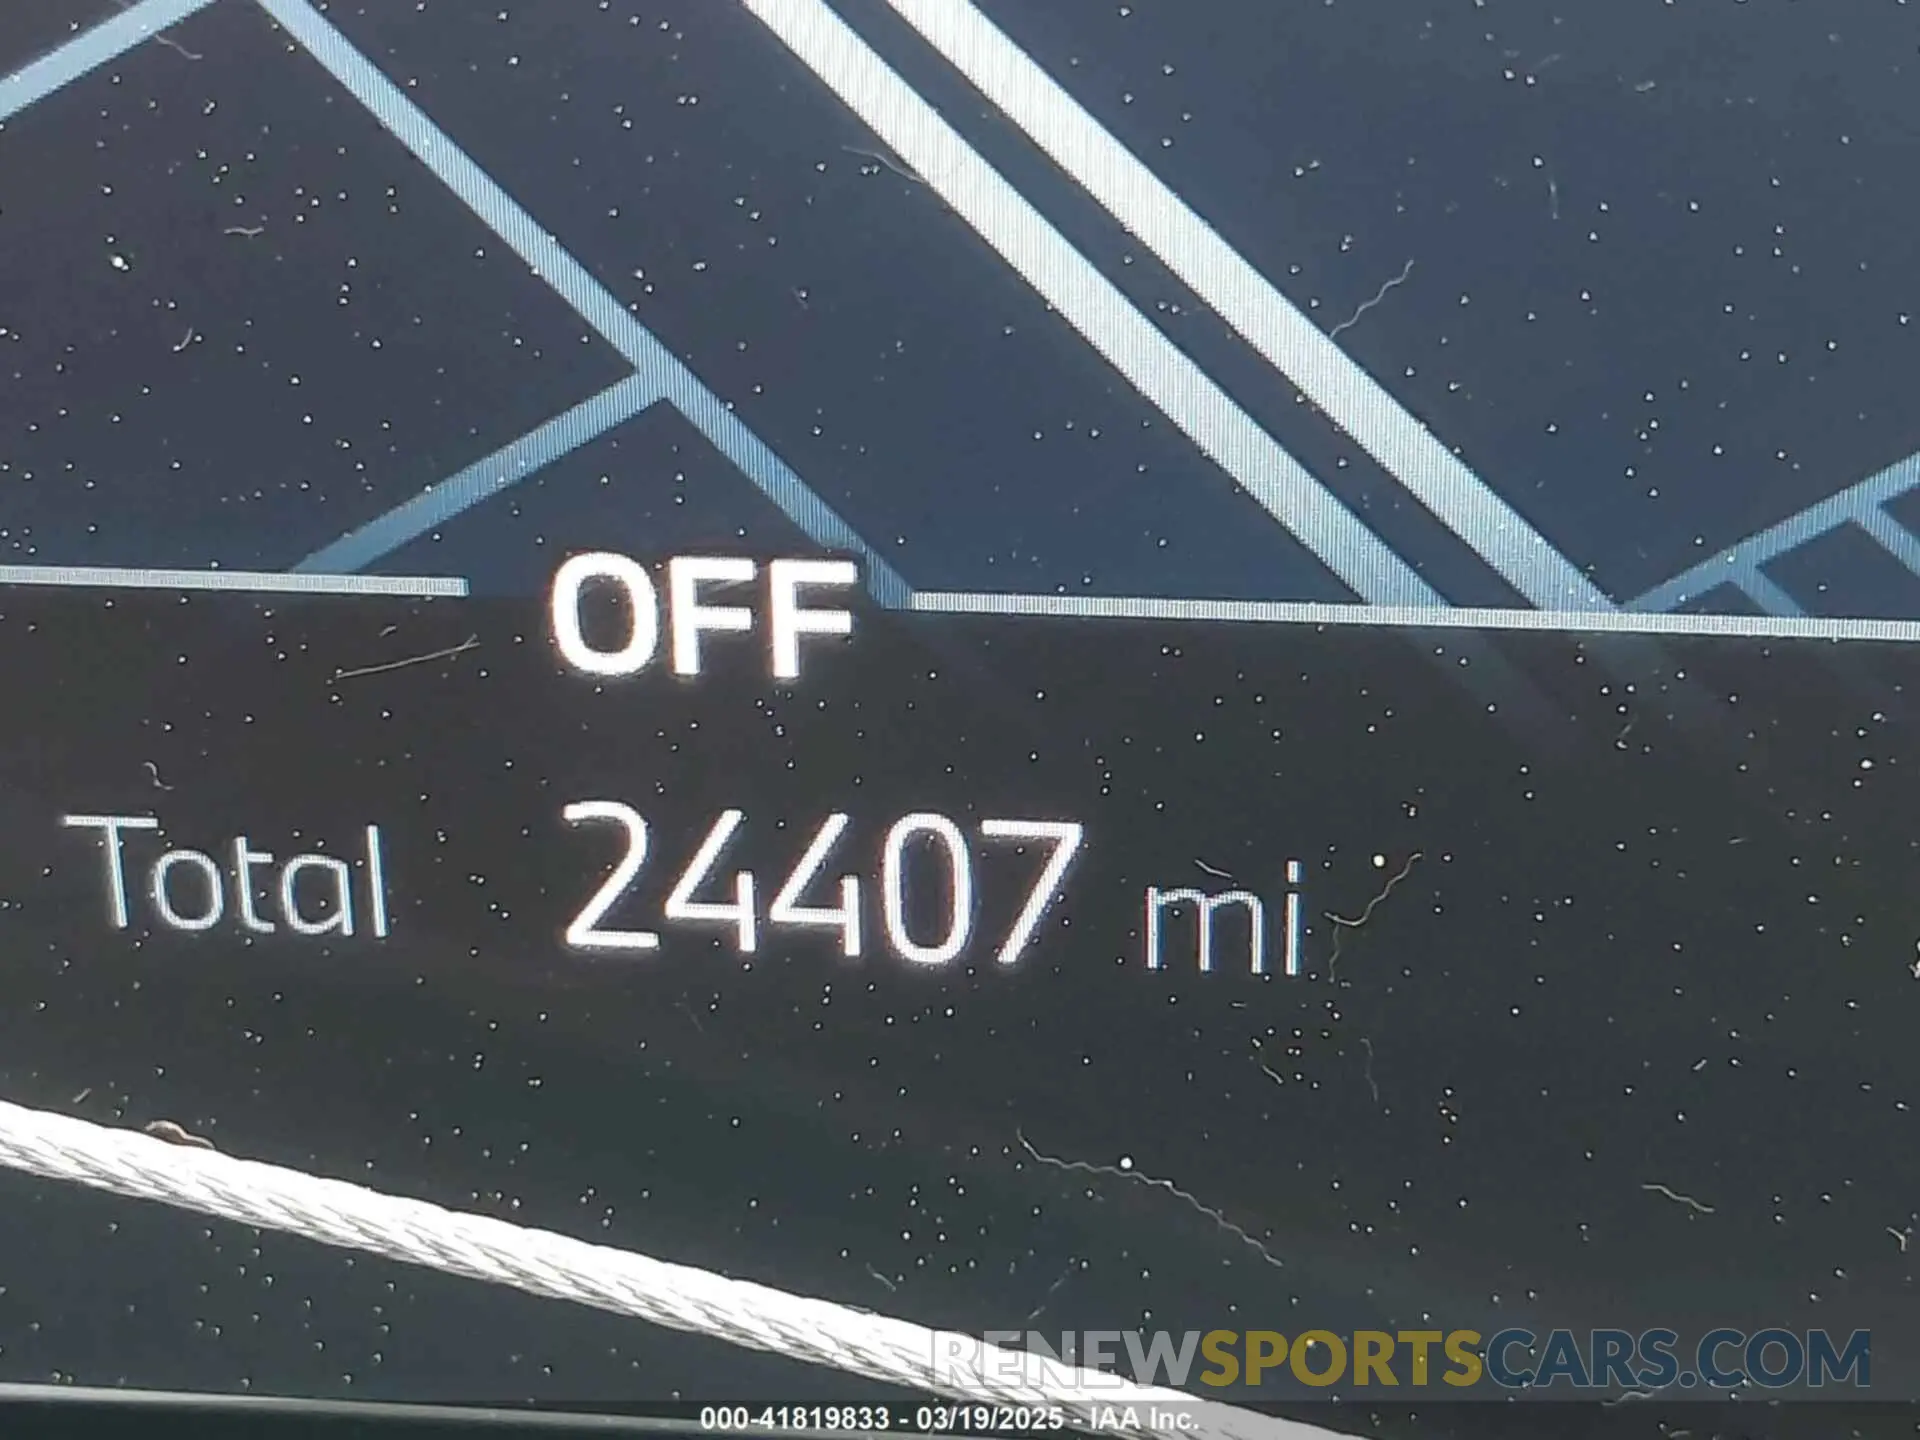 OFF
Total 24407 mi
RENEWSPORTSCARS.COM
000-41819833 - 03/19/2025 - IAA Inc.